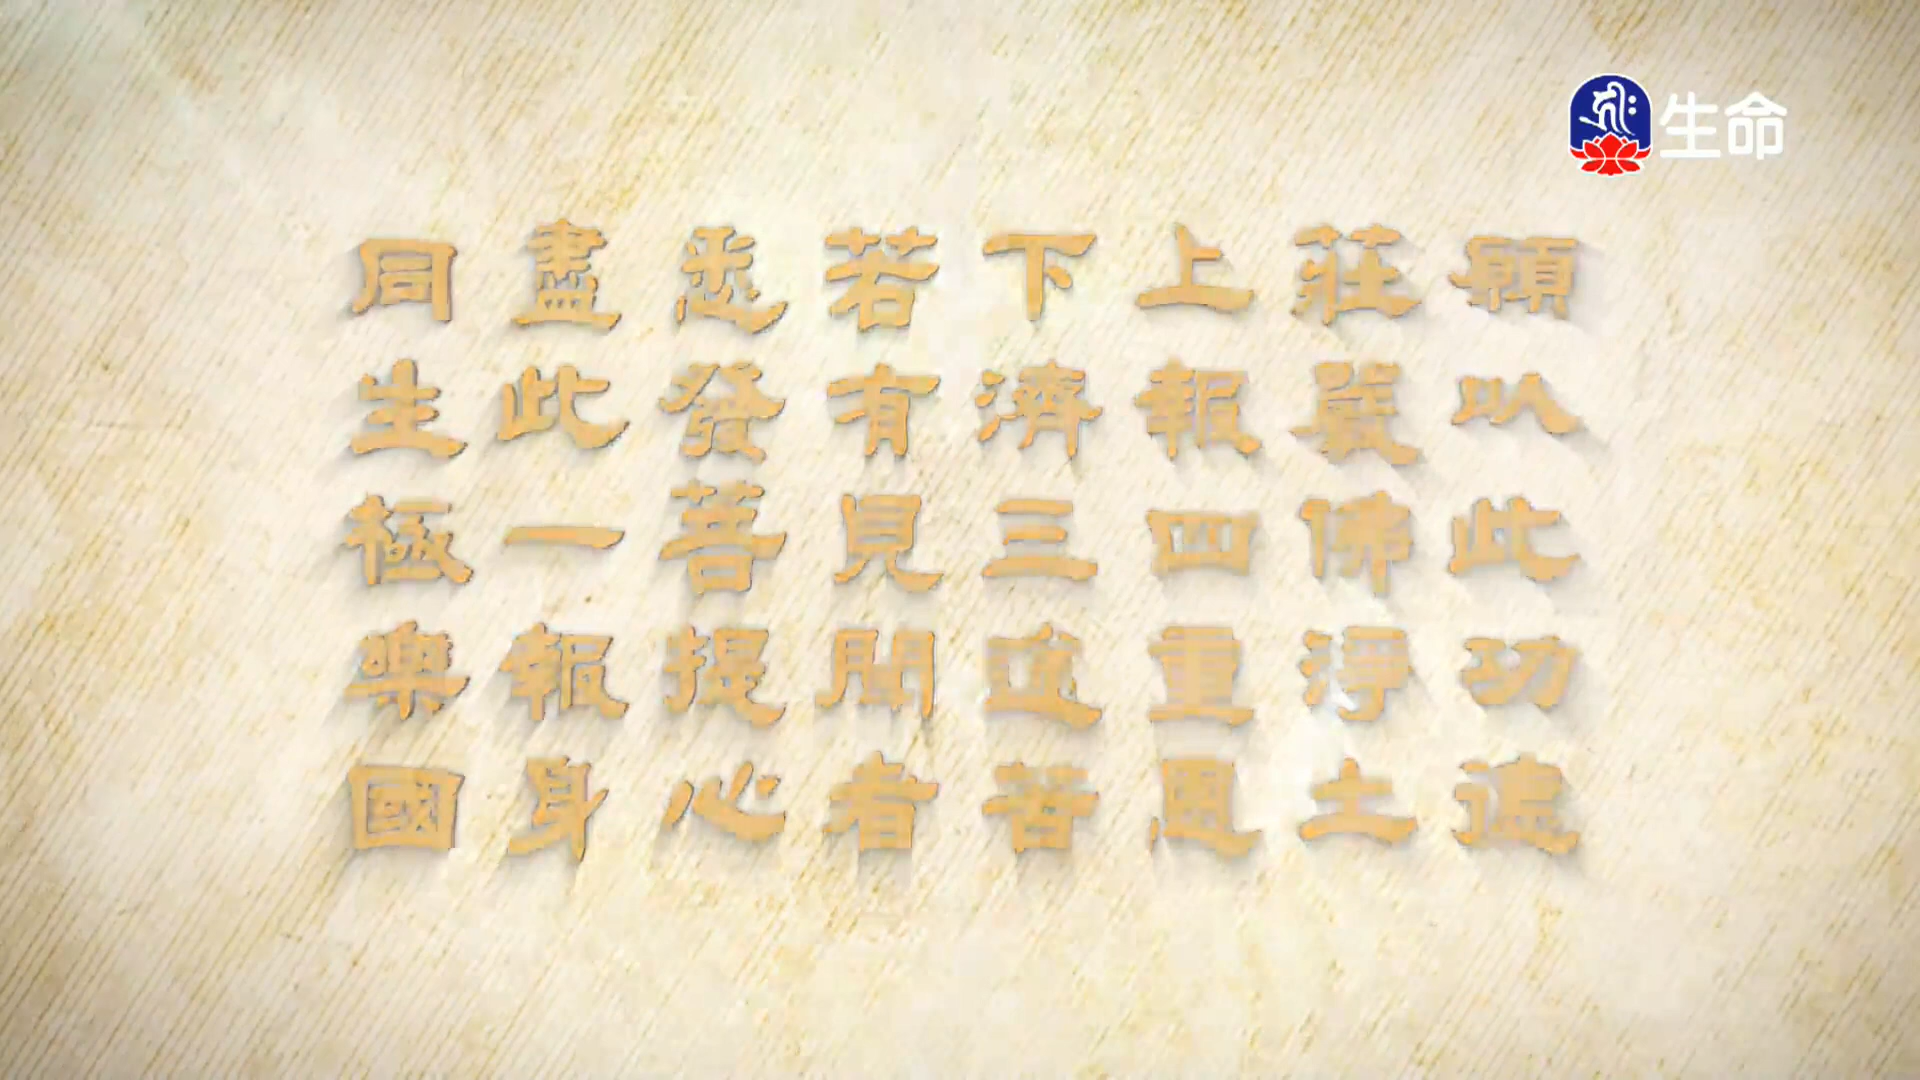 願以此功德
莊嚴佛淨土
上報四重恩
下濟三途苦
若有見聞者
悉發菩提心
盡此一報身
同生極樂國
生命